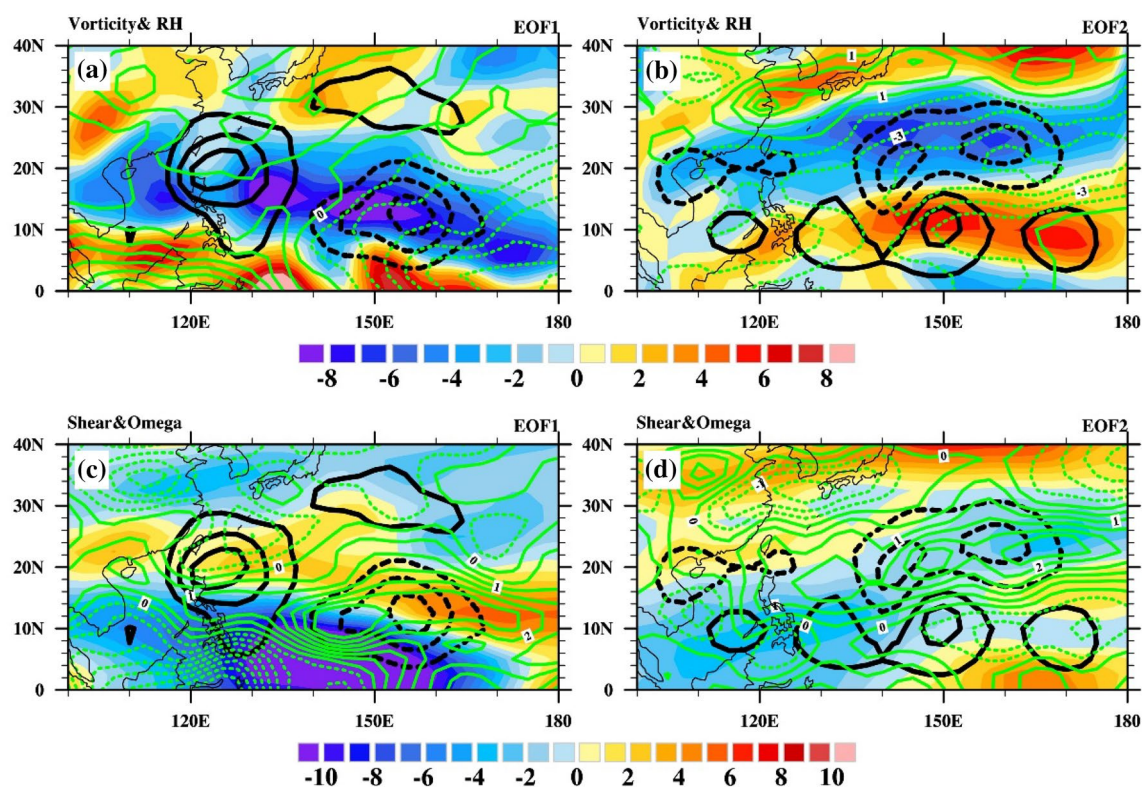 Vorticity& RH EOF1
Vorticity& RH EOF2
40N (a)
30N
20N
10N
0
0
120E 150E 180
40N (b)
30N
20N
10N
0
1
1
-3
-3
120E 150E 180
-8 -6 -4 -2 0 2 4 6 8
Shear&Omega EOF1
Shear&Omega EOF2
40N (c)
30N
20N
10N
0
0
0
1
0
1
2
120E 150E 180
40N (d)
30N
20N
10N
0
0
-1
0
1
1
2
0
0
120E 150E 180
-10 -8 -6 -4 -2 0 2 4 6 8 10